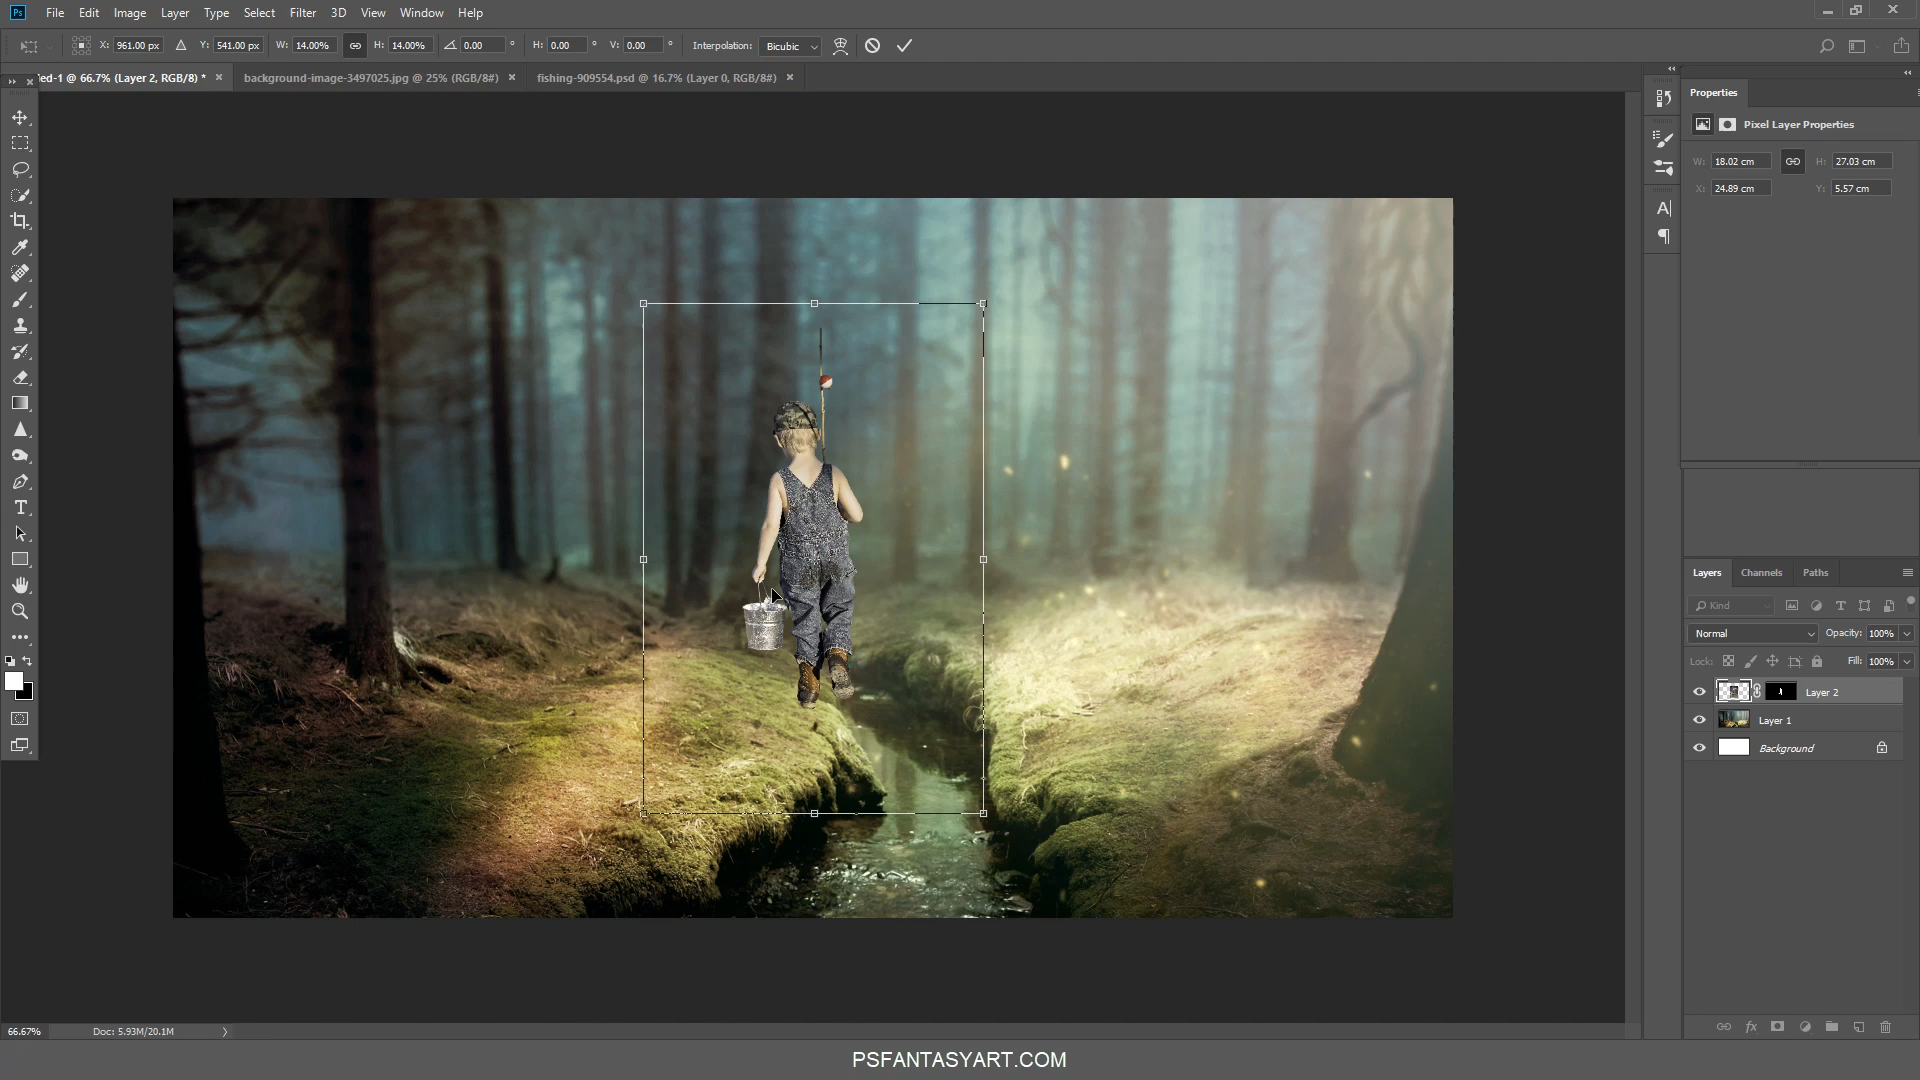 Ps File Edit Image Layer Type Select Filter 3D View Window Help
X: 961.00 px Y: 541.00 px W: 14.00% H: 14.00% 0.00 ° H: 0.00 ° V: 0.00 ° Interpolation: Bicubic
led-1 @ 66.7% (Layer 2, RGB/8) * × background-image-3497025.jpg @ 25% (RGB/8#) × fishing-909554.psd @ 16.7% (Layer 0, RGB/8#) ×
Properties
Pixel Layer Properties
W: 18.02 cm H: 27.03 cm
X: 24.89 cm Y: 5.57 cm
Layers Channels Paths
Kind
Normal Opacity: 100%
Lock: Fill: 100%
Layer 2
Layer 1
Background
66.67% Doc: 5.93M/20.1M
PSFANTASYART.COM